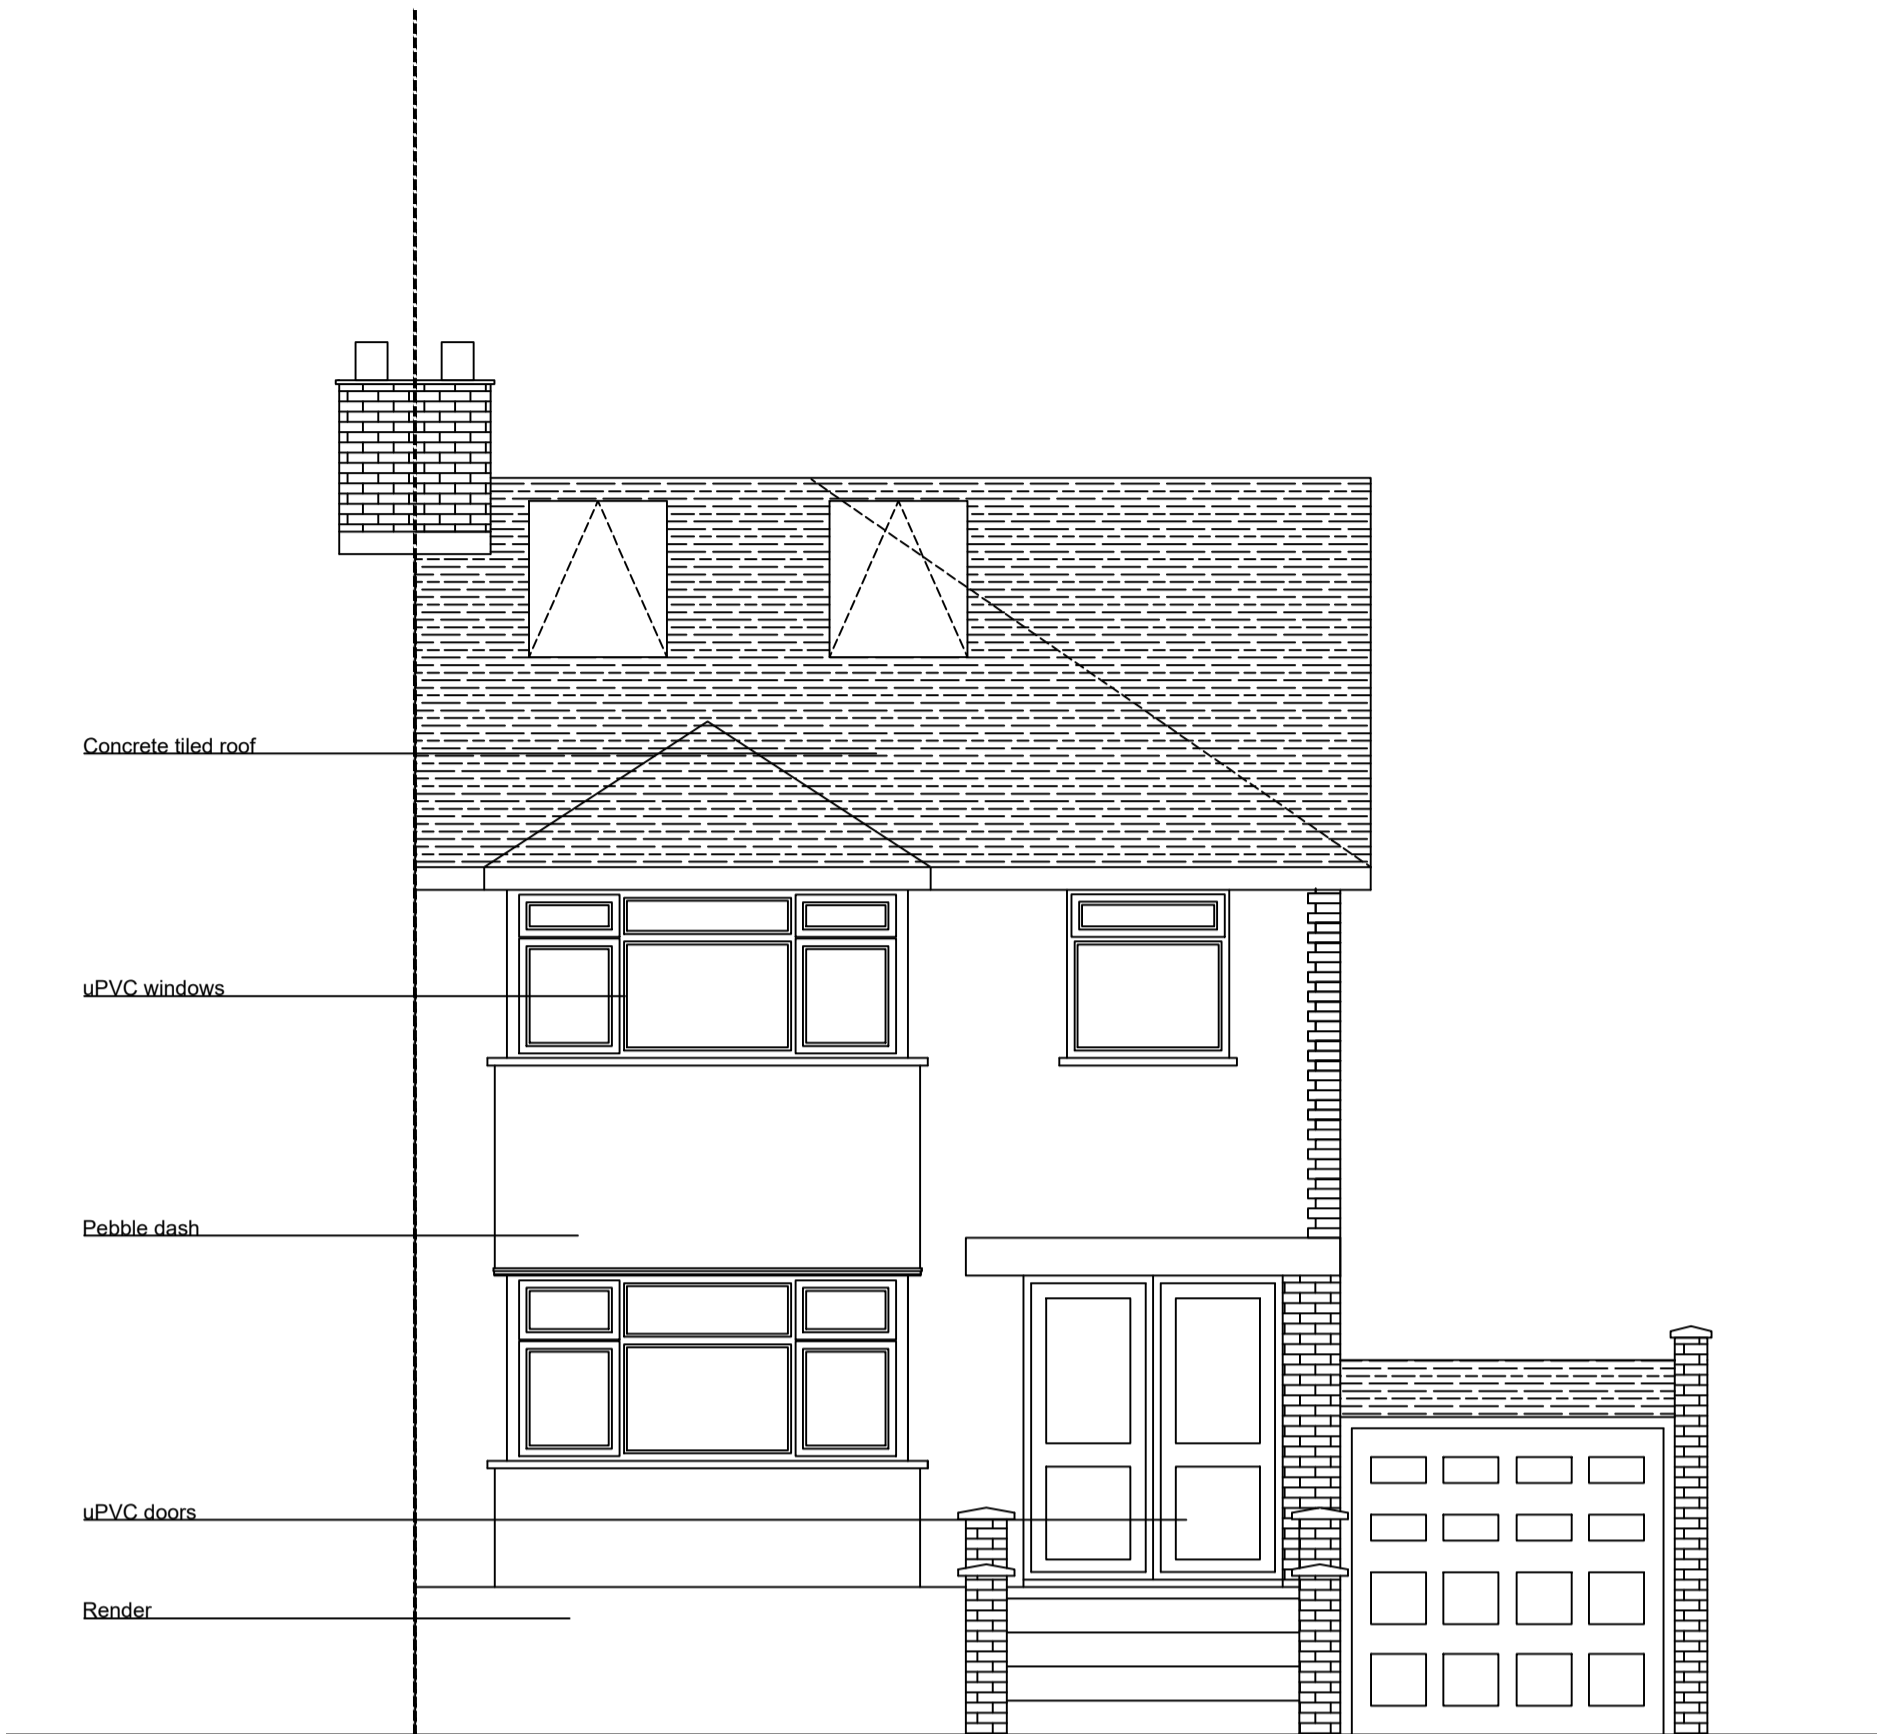 Concrete tiled roof
uPVC windows
Pebble dash
uPVC doors
Render